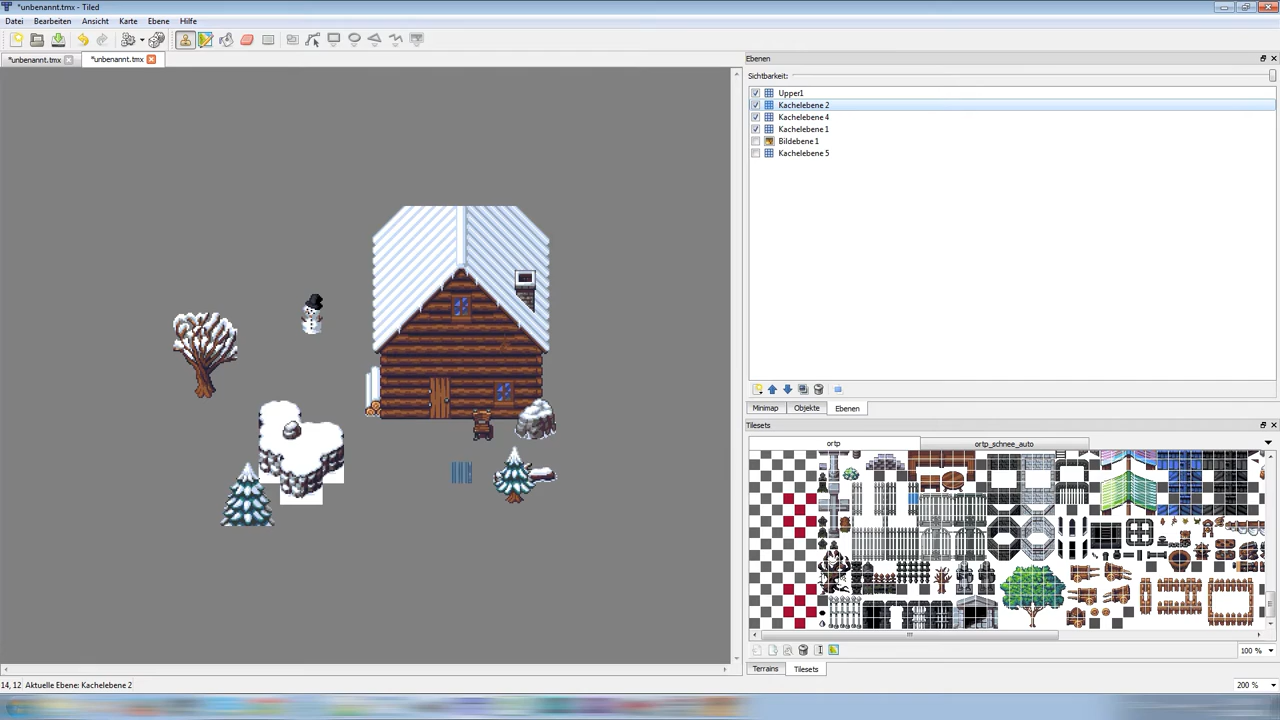 *unbenannt.tmx - Tiled
Datei Bearbeiten Ansicht Karte Ebene Hilfe
*unbenannt.tmx *unbenannt.tmx
Ebenen
Sichtbarkeit:
Upper1
Kachelebene 2
Kachelebene 4
Kachelebene 1
Bildebene 1
Kachelebene 5
Minimap Objekte Ebenen
Tilesets
ortp ortp_schnee_auto
100 %
Terrains Tilesets
14, 12 Aktuelle Ebene: Kachelebene 2
200 %